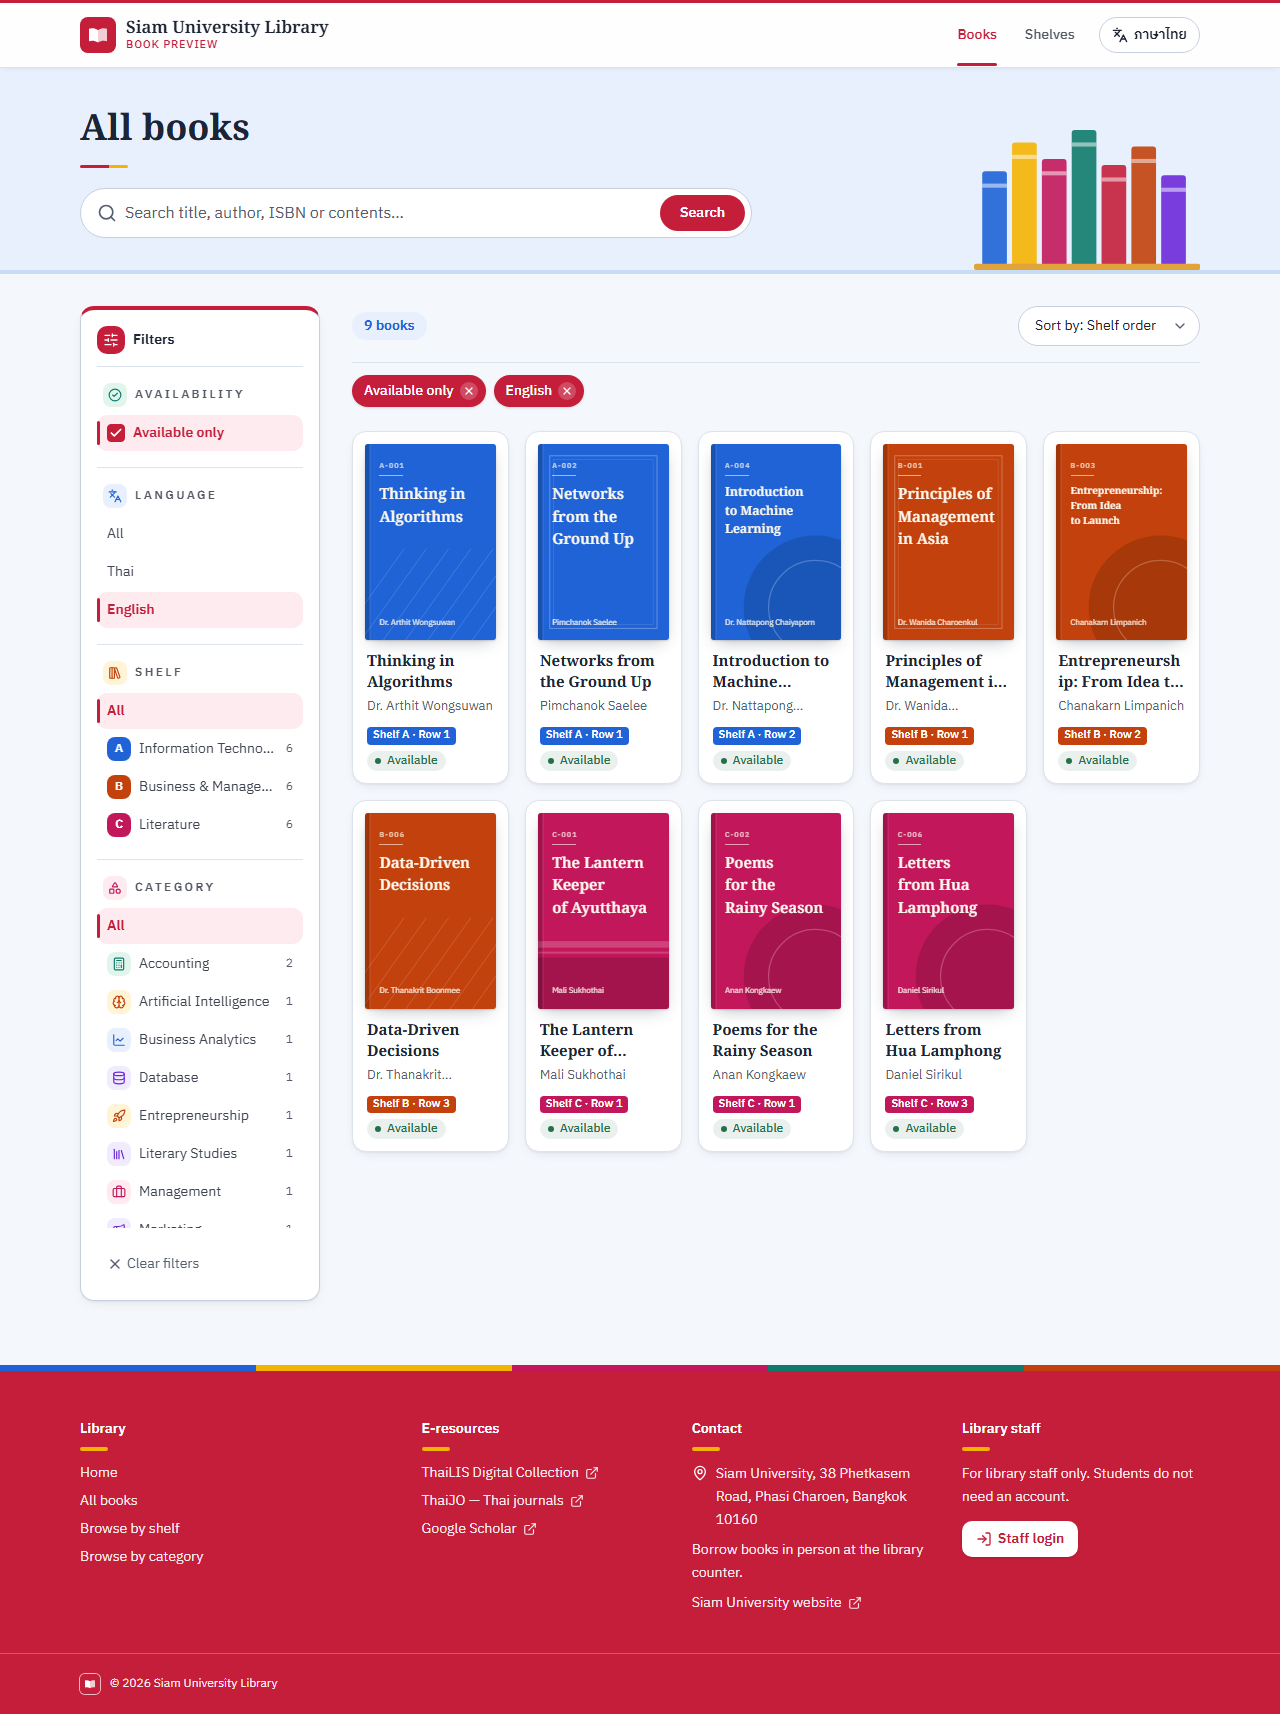 Siam University Library
BOOK PREVIEW
Books
Shelves
ภาษาไทย
All books
Search title, author, ISBN or contents...
Search
Filters
AVAILABILITY
Available only
LANGUAGE
All
Thai
English
SHELF
All
A Information Techno... 6
B Business & Manage... 6
C Literature 6
CATEGORY
All
Accounting 2
Artificial Intelligence 1
Business Analytics 1
Database 1
Entrepreneurship 1
Literary Studies 1
Management 1
Marketing 1
Clear filters
9 books
Sort by: Shelf order
Available only
English
A-001
Thinking in
Algorithms
Dr. Arthit Wongsuwan
Thinking in
Algorithms
Dr. Arthit Wongsuwan
Shelf A · Row 1
Available
A-002
Networks
from the
Ground Up
Pimchanok Saelee
Networks from
the Ground Up
Pimchanok Saelee
Shelf A · Row 1
Available
A-004
Introduction
to Machine
Learning
Dr. Nattapong Chaiyaporn
Introduction to
Machine...
Dr. Nattapong...
Shelf A · Row 2
Available
B-001
Principles of
Management
in Asia
Dr. Wanida Charoenkul
Principles of
Management i...
Dr. Wanida...
Shelf B · Row 1
Available
B-003
Entrepreneurship:
From Idea
to Launch
Chanakarn Limpanich
Entrepreneursh
ip: From Idea t...
Chanakarn Limpanich
Shelf B · Row 2
Available
B-006
Data-Driven
Decisions
Dr. Thanakrit Boonmee
Data-Driven
Decisions
Dr. Thanakrit...
Shelf B · Row 3
Available
C-001
The Lantern
Keeper
of Ayutthaya
Mali Sukhothai
The Lantern
Keeper of...
Mali Sukhothai
Shelf C · Row 1
Available
C-002
Poems
for the
Rainy Season
Anan Kongkaew
Poems for the
Rainy Season
Anan Kongkaew
Shelf C · Row 1
Available
C-006
Letters
from Hua
Lamphong
Daniel Sirikul
Letters from
Hua Lamphong
Daniel Sirikul
Shelf C · Row 3
Available
Library
Home
All books
Browse by shelf
Browse by category
E-resources
ThaiLIS Digital Collection
ThaiJO — Thai journals
Google Scholar
Contact
Siam University, 38 Phetkasem
Road, Phasi Charoen, Bangkok
10160
Borrow books in person at the library
counter.
Siam University website
Library staff
For library staff only. Students do not
need an account.
Staff login
© 2026 Siam University Library